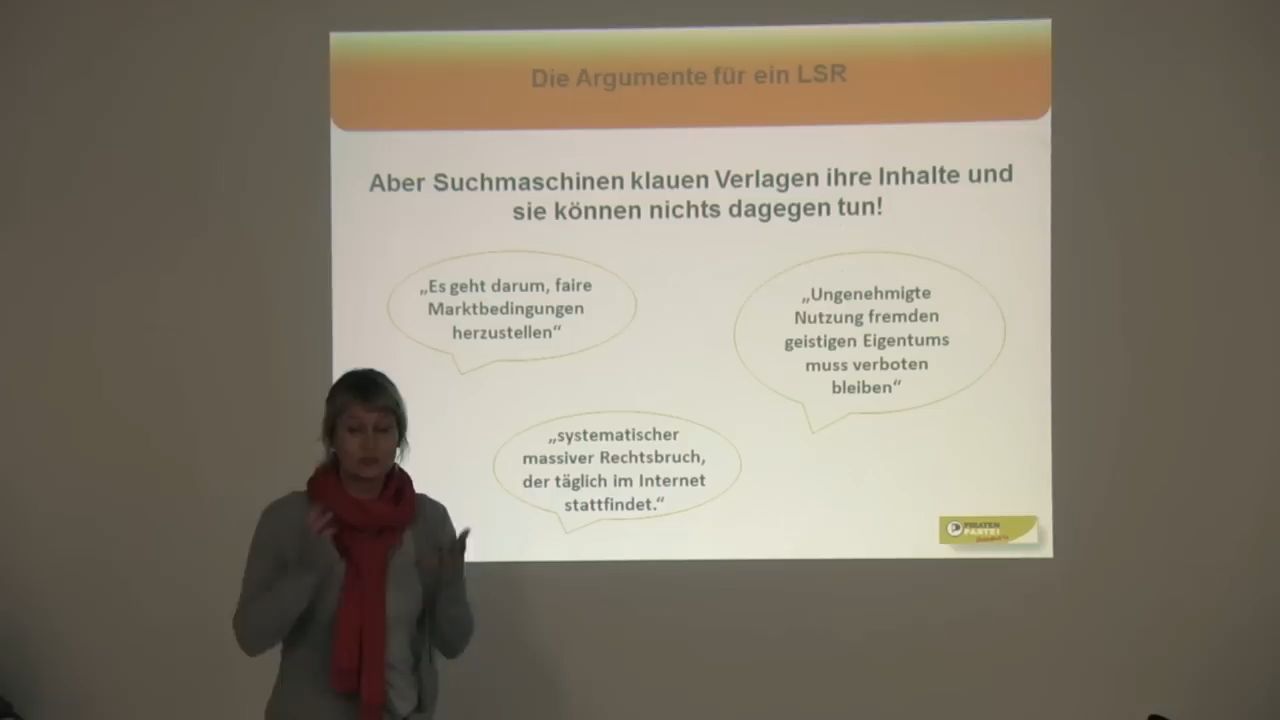 Die Argumente für ein LSR
Aber Suchmaschinen klauen Verlagen ihre Inhalte und
sie können nichts dagegen tun!
„Es geht darum, faire
Marktbedingungen
herzustellen“
„Ungenehmigte
Nutzung fremden
geistigen Eigentums
muss verboten
bleiben“
„systematischer
massiver Rechtsbruch,
der täglich im Internet
stattfindet.“
PIRATEN
PARTEI